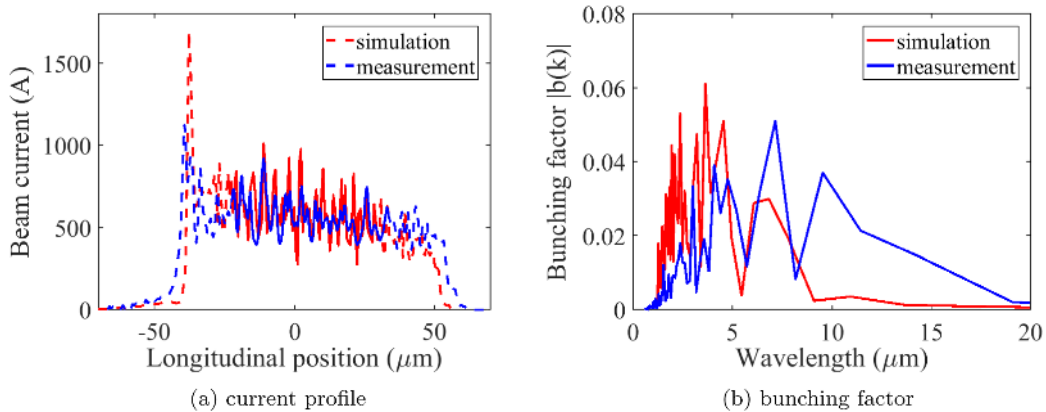 simulation
measurement
Beam current (A)
1500
1000
500
0
-50
0
50
Longitudinal position (μm)
(a) current profile
simulation
measurement
Bunching factor |b(k)|
0.08
0.06
0.04
0.02
0
0
5
10
15
20
Wavelength (μm)
(b) bunching factor